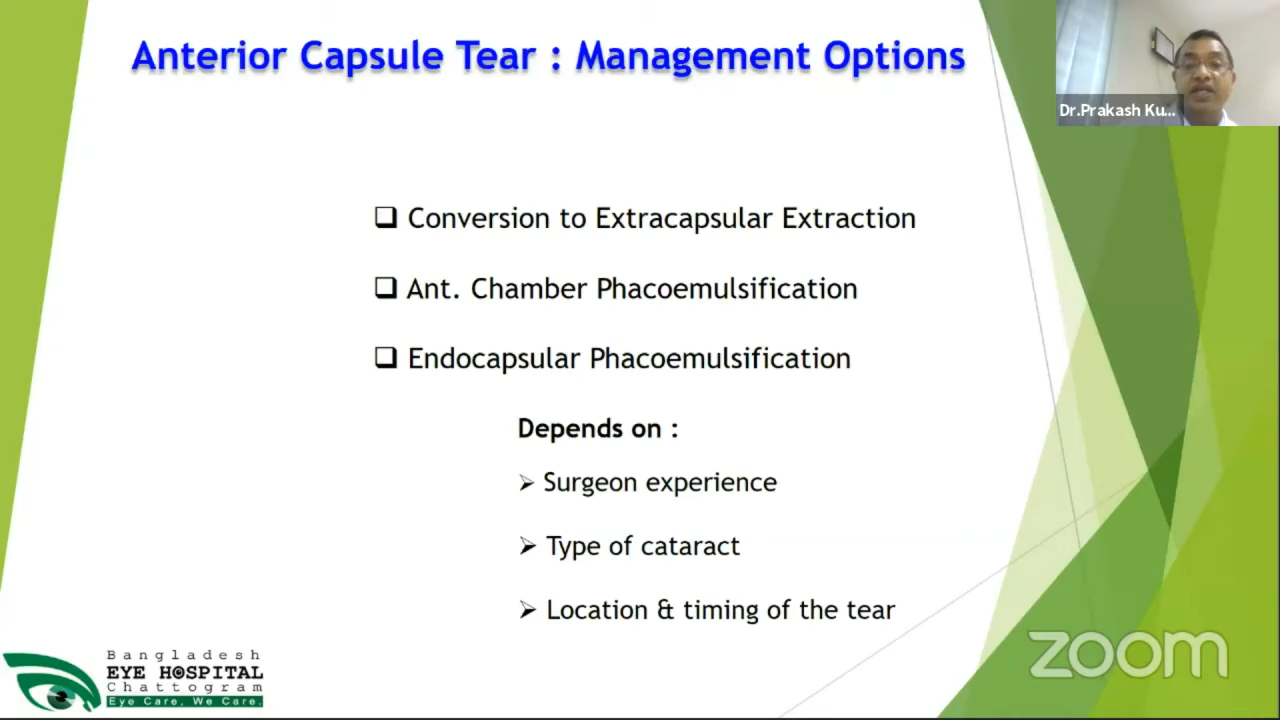 Anterior Capsule Tear : Management Options
Dr.Prakash Ku...
❑ Conversion to Extracapsular Extraction
❑ Ant. Chamber Phacoemulsification
❑ Endocapsular Phacoemulsification
Depends on :
➢ Surgeon experience
➢ Type of cataract
➢ Location & timing of the tear
Bangladesh
EYE HOSPITAL
Chattogram
Eye Care, We Care.
zoom